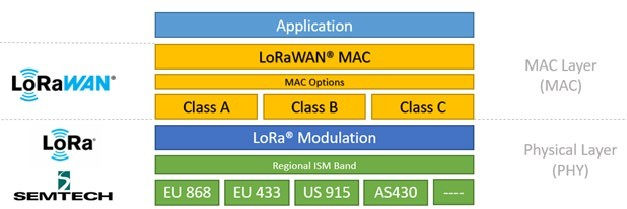 Application
LoRaWAN® MAC
MAC Options
Class A Class B Class C
LoRaWAN®
MAC Layer
(MAC)
LoRa® Modulation
Regional ISM Band
EU 868 EU 433 US 915 AS430 ----
LoRa®
SEMTECH
Physical Layer
(PHY)